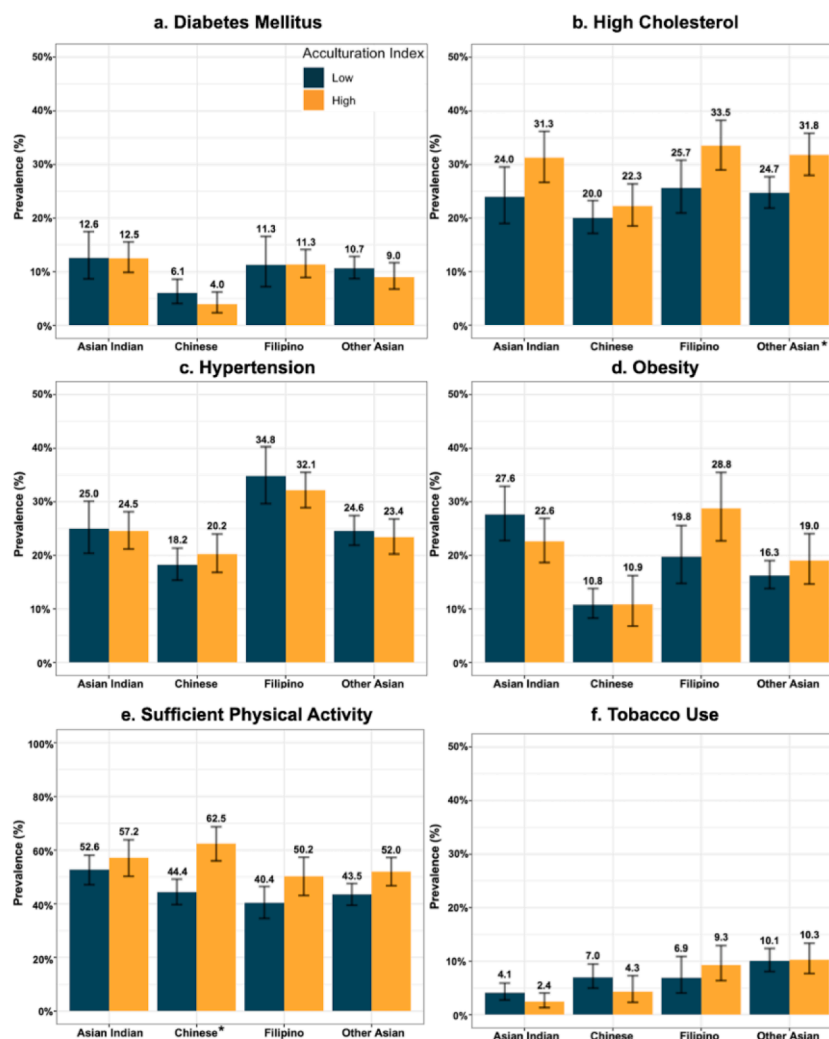 a. Diabetes Mellitus
50%
40%
30%
20%
10%
0%
Prevalence (%)
Acculturation Index
Low
High
12.6
12.5
6.1
4.0
11.3
11.3
10.7
9.0
Asian Indian
Chinese
Filipino
Other Asian
b. High Cholesterol
50%
40%
30%
20%
10%
0%
Prevalence (%)
24.0
31.3
20.0
22.3
25.7
33.5
24.7
31.8
Asian Indian
Chinese
Filipino
Other Asian*
c. Hypertension
50%
40%
30%
20%
10%
0%
Prevalence (%)
25.0
24.5
18.2
20.2
34.8
32.1
24.6
23.4
Asian Indian
Chinese
Filipino
Other Asian
d. Obesity
50%
40%
30%
20%
10%
0%
Prevalence (%)
27.6
22.6
10.8
10.9
19.8
28.8
16.3
19.0
Asian Indian
Chinese
Filipino
Other Asian
e. Sufficient Physical Activity
100%
80%
60%
40%
20%
0%
Prevalence (%)
52.6
57.2
44.4
62.5
40.4
50.2
43.5
52.0
Asian Indian
Chinese*
Filipino
Other Asian
f. Tobacco Use
50%
40%
30%
20%
10%
0%
Prevalence (%)
4.1
2.4
7.0
4.3
6.9
9.3
10.1
10.3
Asian Indian
Chinese
Filipino
Other Asian